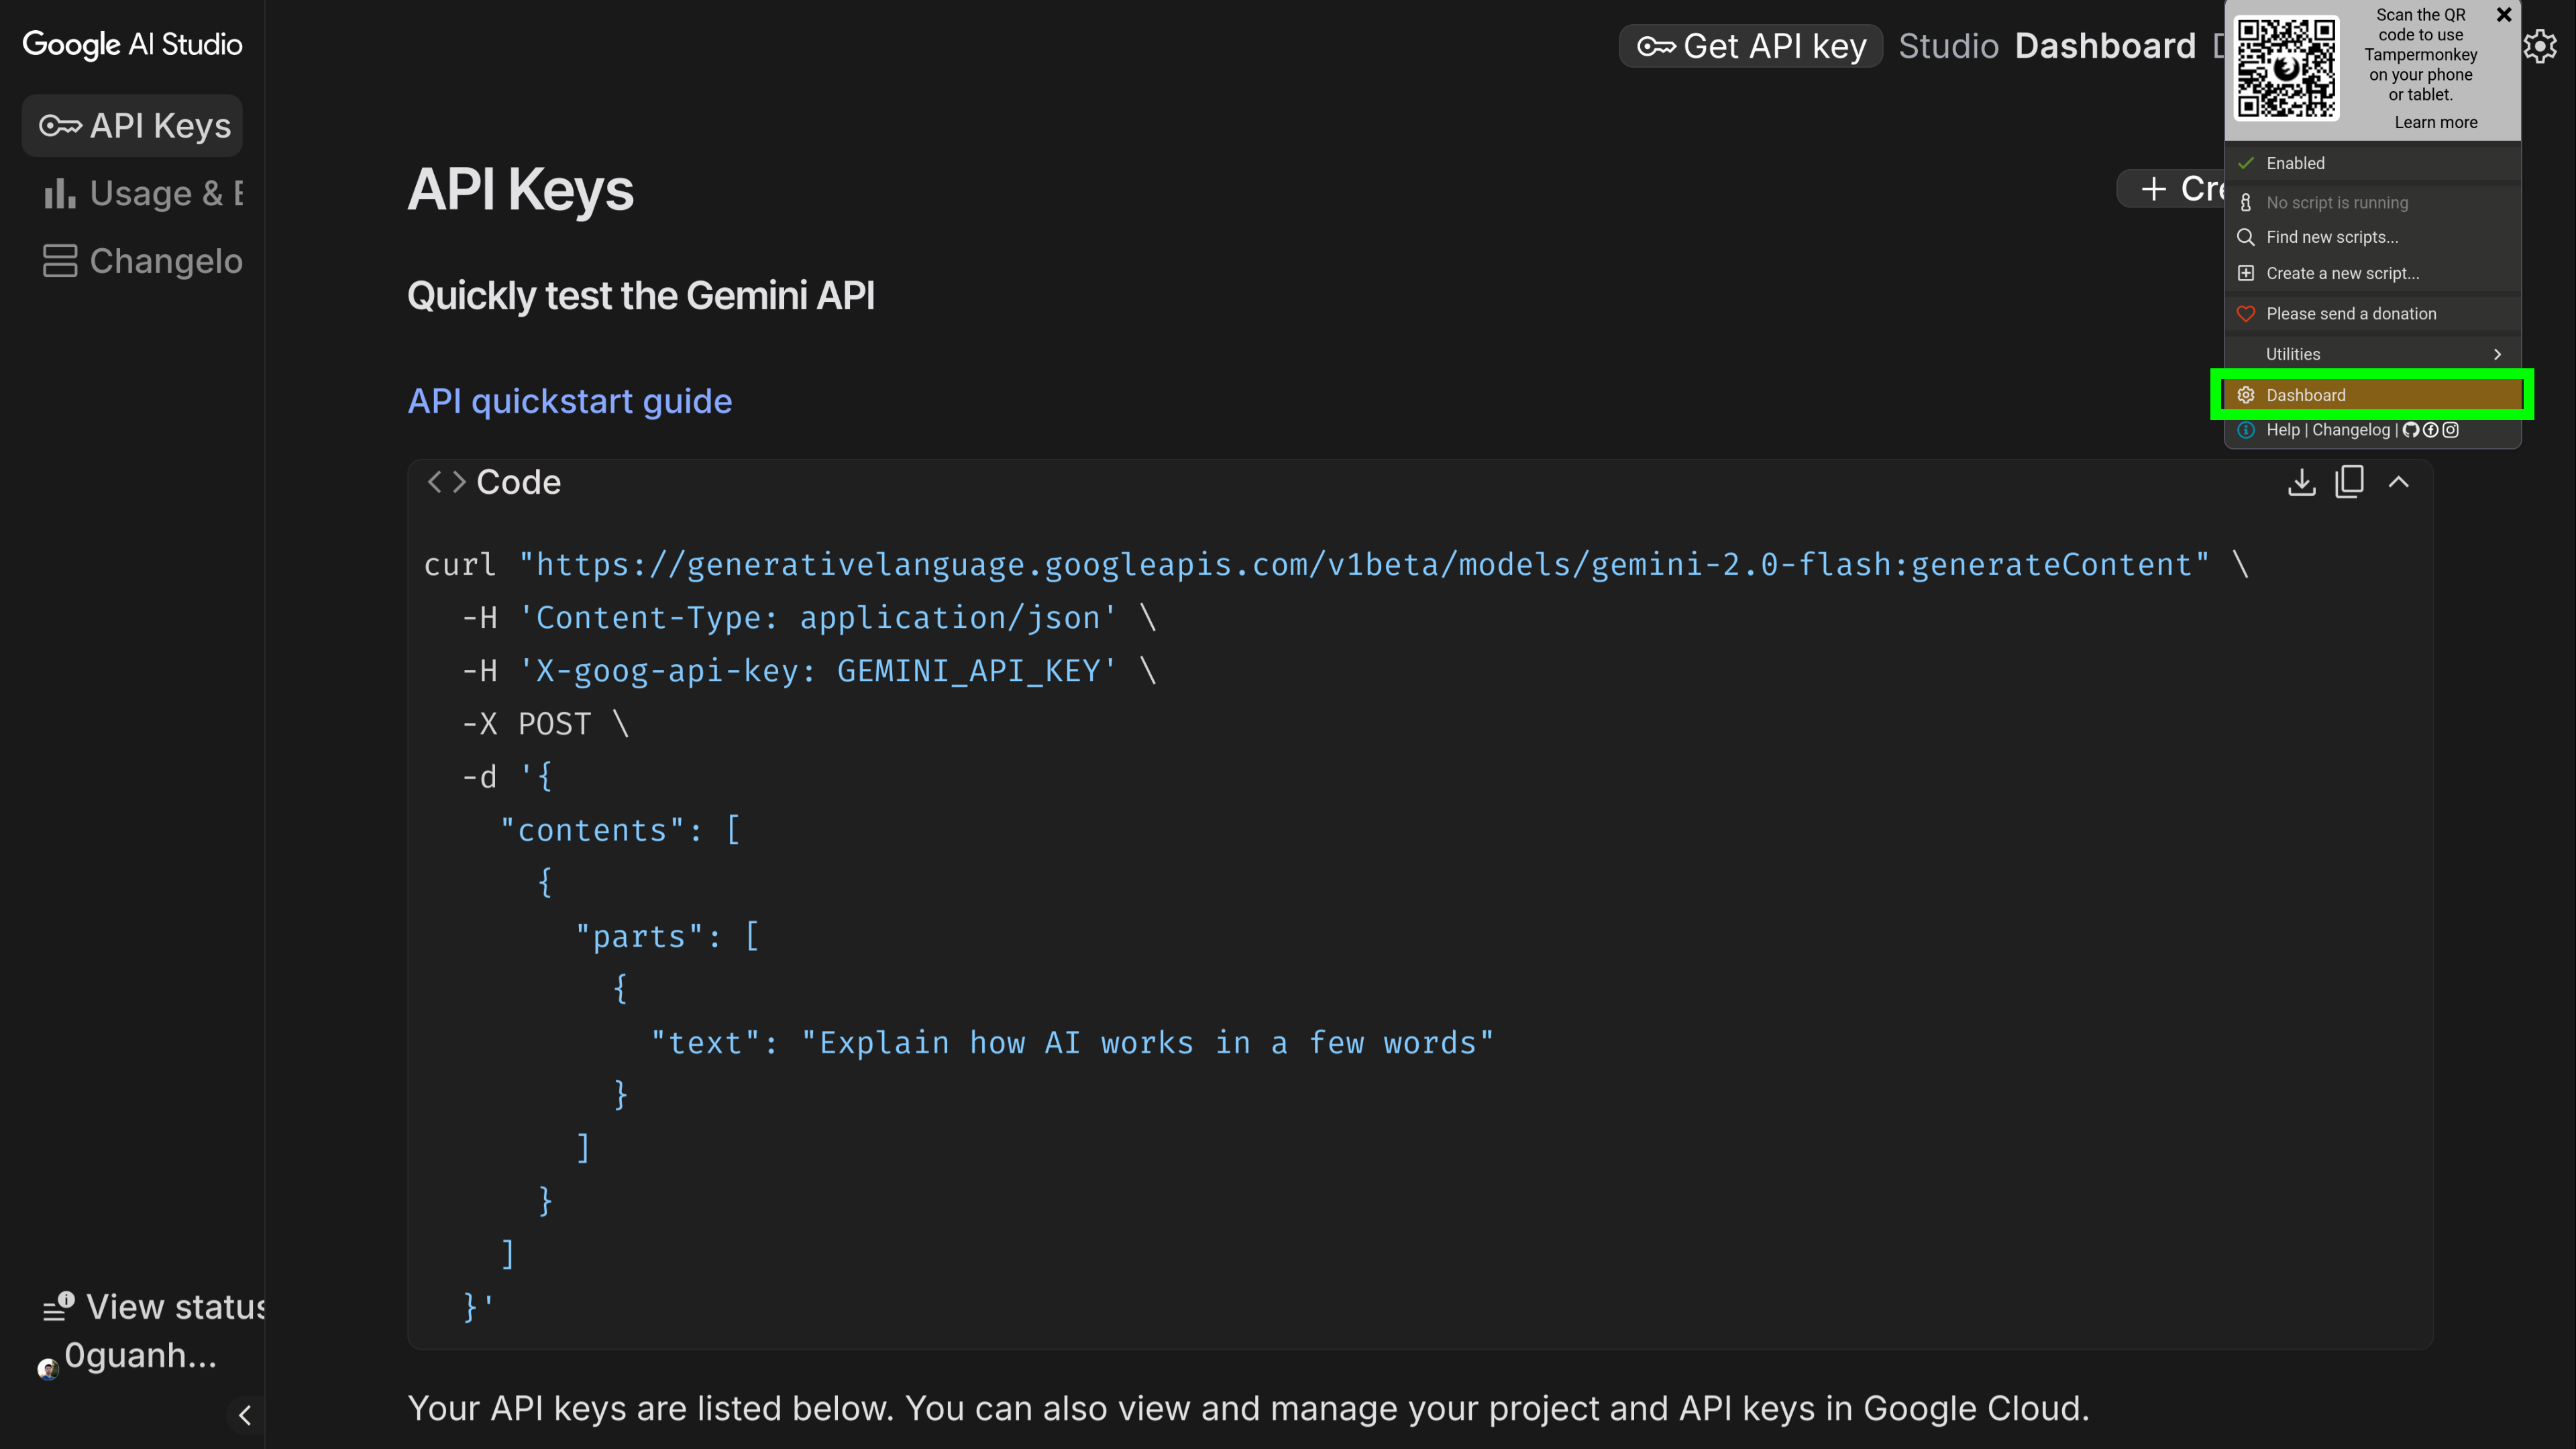 Google AI Studio
API Keys
Usage & B
Changelo
View status
0guanh...
Get API key
Studio
Dashboard
API Keys
Cre
Quickly test the Gemini API
API quickstart guide
Code
curl "https://generativelanguage.googleapis.com/v1beta/models/gemini-2.0-flash:generateContent" \
-H 'Content-Type: application/json' \
-H 'X-goog-api-key: GEMINI_API_KEY' \
-X POST \
-d '{
"contents": [
{
"parts": [
{
"text": "Explain how AI works in a few words"
}
]
}
]
}'
Your API keys are listed below. You can also view and manage your project and API keys in Google Cloud.
Scan the QR
code to use
Tampermonkey
on your phone
or tablet.
Learn more
Enabled
No script is running
Find new scripts...
Create a new script...
Please send a donation
Utilities
Dashboard
Help | Changelog |